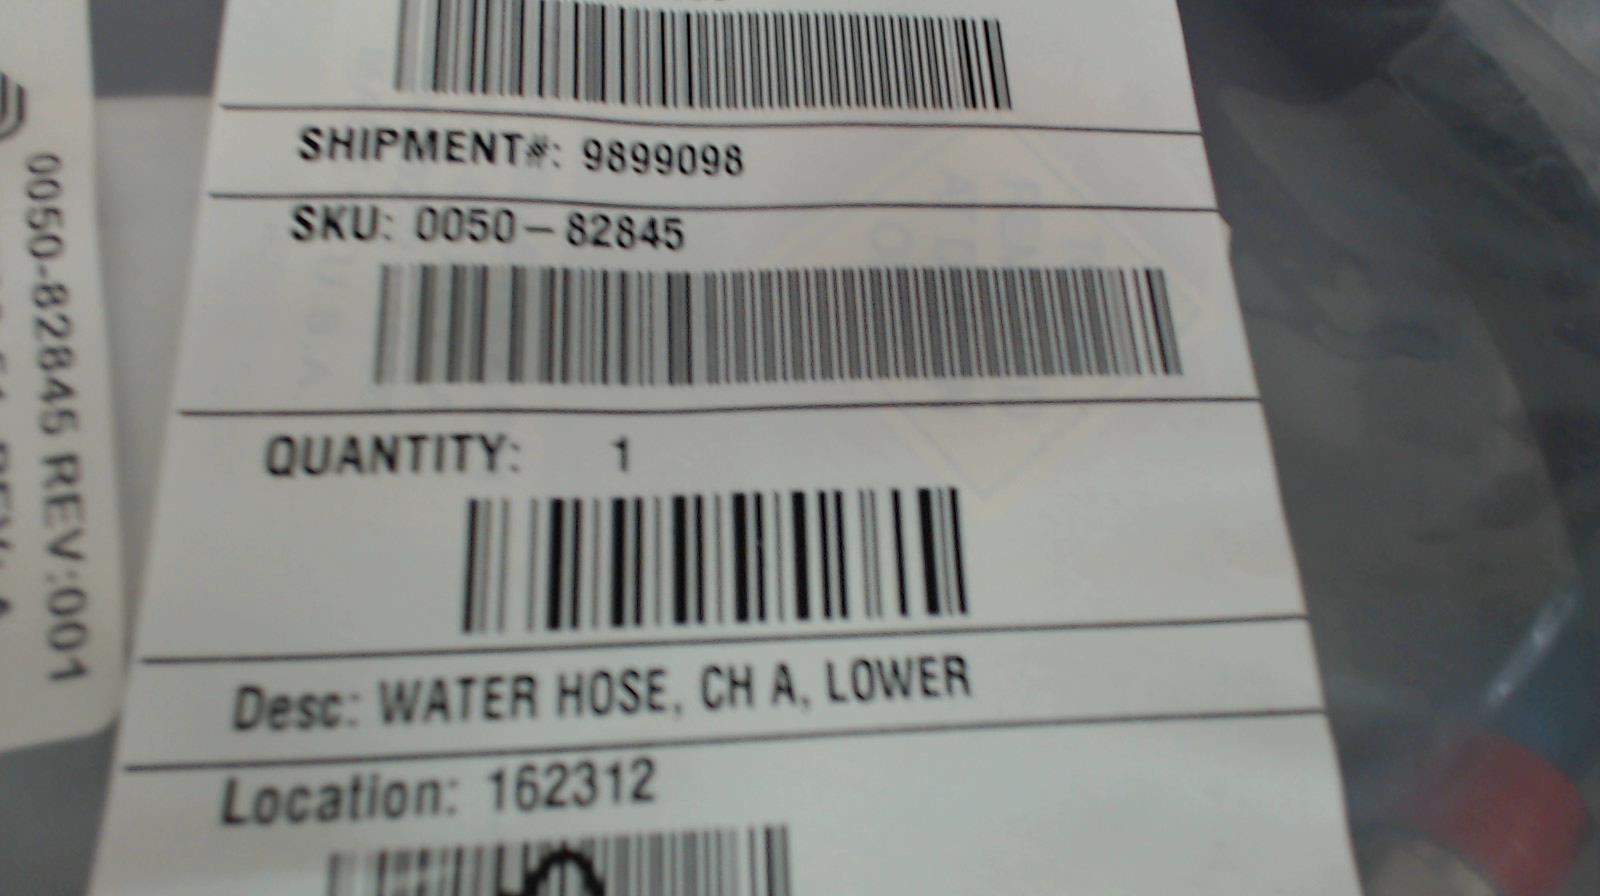 SHIPMENT#: 9899098
SKU: 0050-82845
QUANTITY: 1
Desc: WATER HOSE, CH A, LOWER
Location: 162312
0050-82845 REV:001